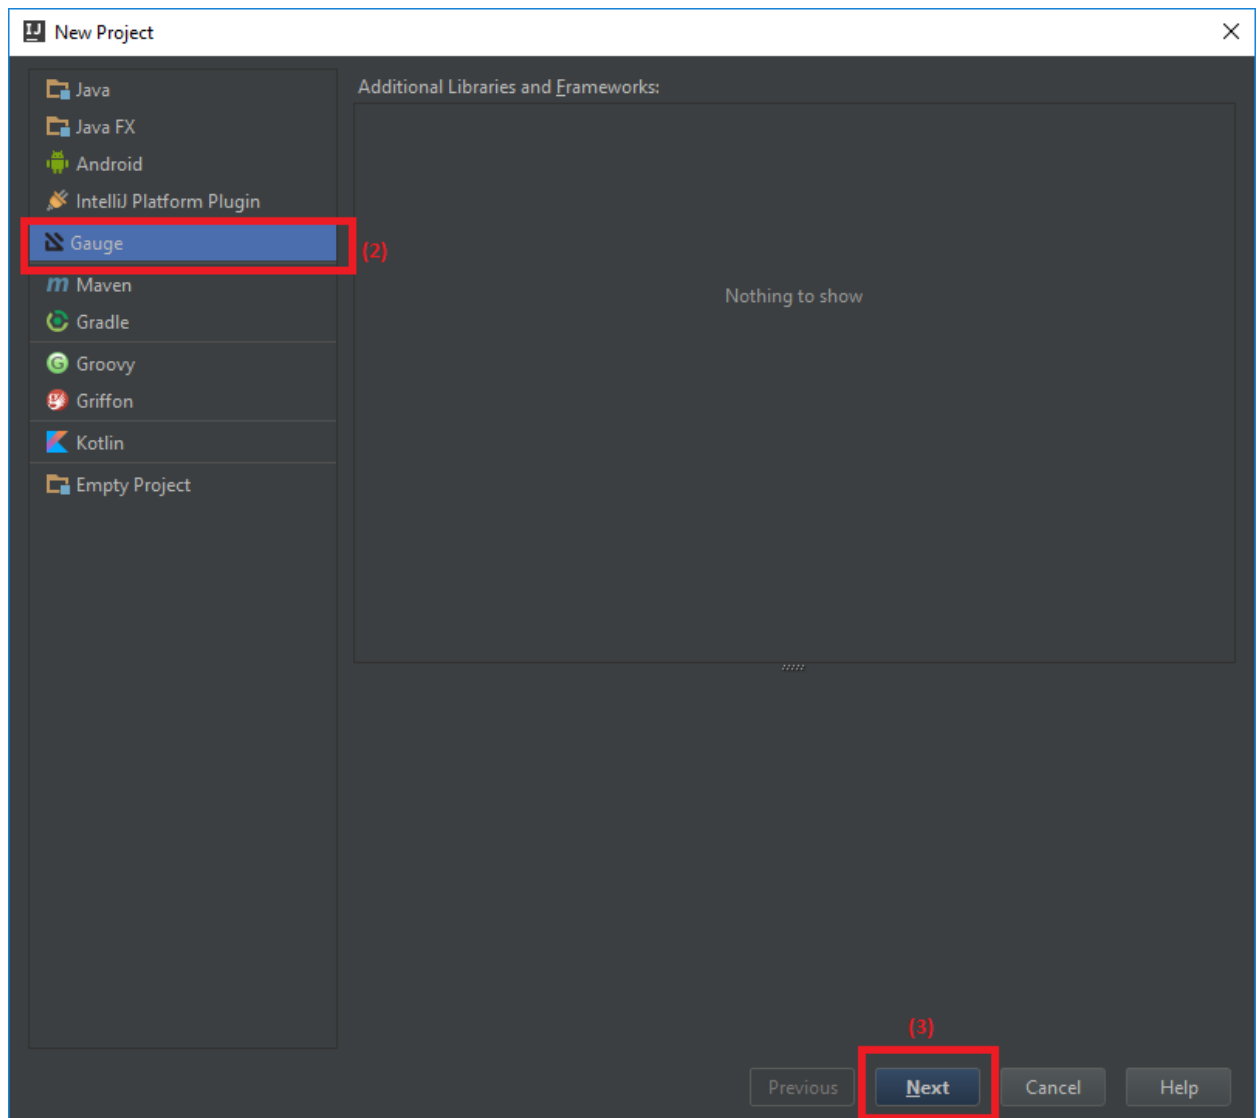 New Project
Java
Java FX
Android
IntelliJ Platform Plugin
Gauge
(2)
Maven
Gradle
Groovy
Griffon
Kotlin
Empty Project
Additional Libraries and Frameworks:
Nothing to show
(3)
Previous
Next
Cancel
Help